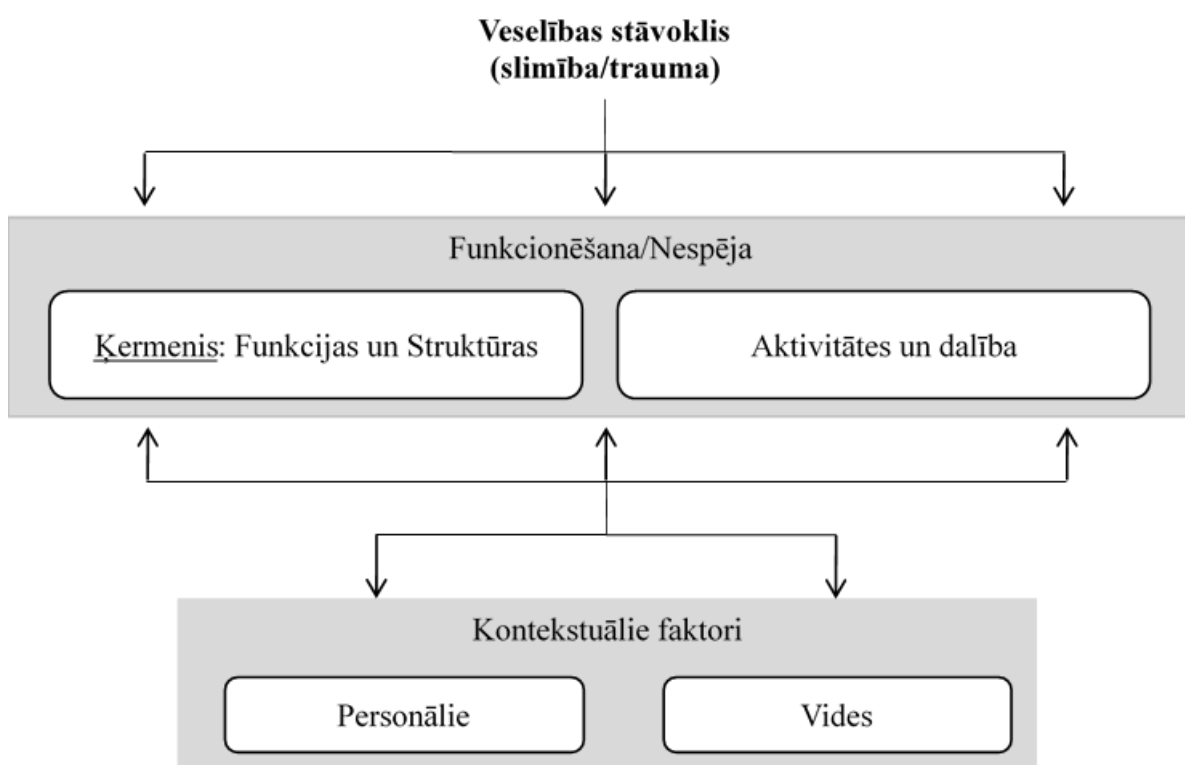 Veselības stāvoklis
(slimība/trauma)
Funkcionēšana/Nespēja
Ķermenis: Funkcijas un Struktūras
Aktivitātes un dalība
Kontekstuālie faktori
Personālie
Vides